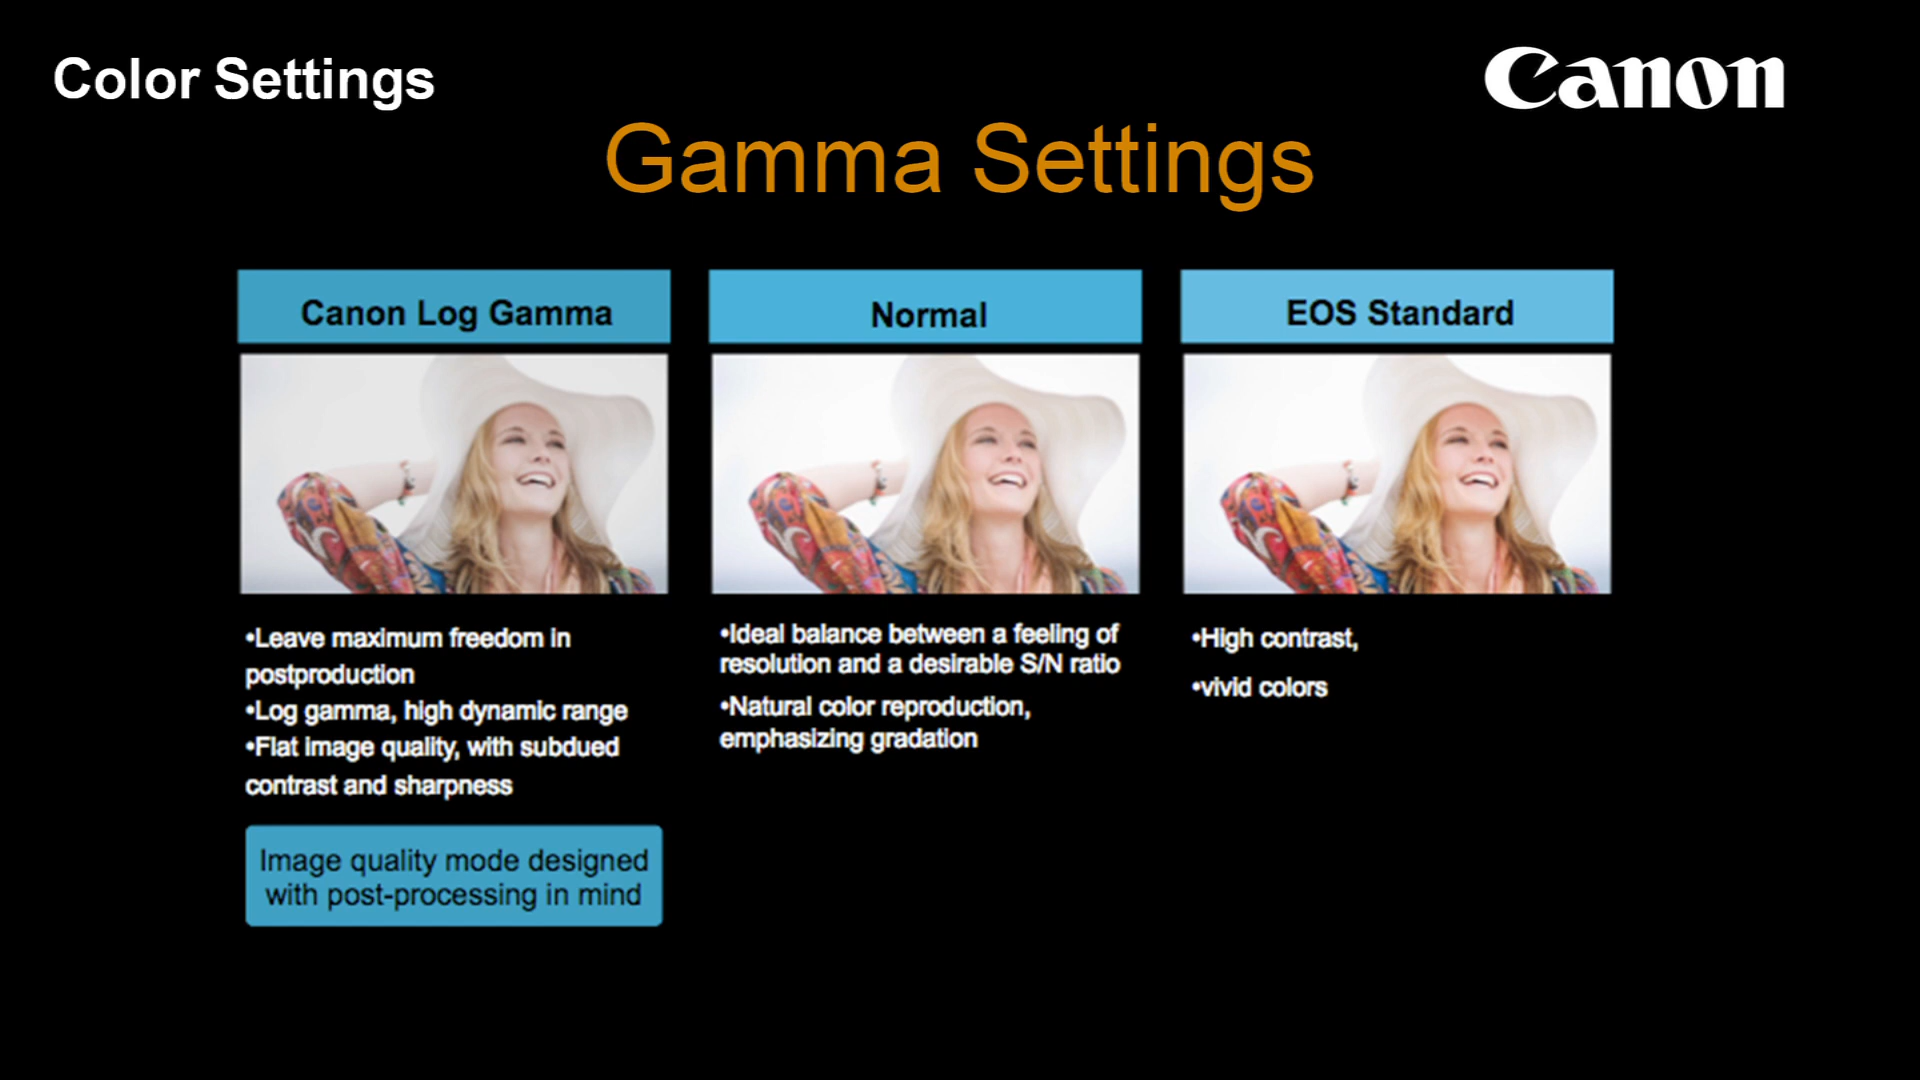 Color Settings
Canon
Gamma Settings
Canon Log Gamma
•Leave maximum freedom in
postproduction
•Log gamma, high dynamic range
•Flat image quality, with subdued
contrast and sharpness
Image quality mode designed
with post-processing in mind
Normal
•Ideal balance between a feeling of
resolution and a desirable S/N ratio
•Natural color reproduction,
emphasizing gradation
EOS Standard
•High contrast,
•vivid colors